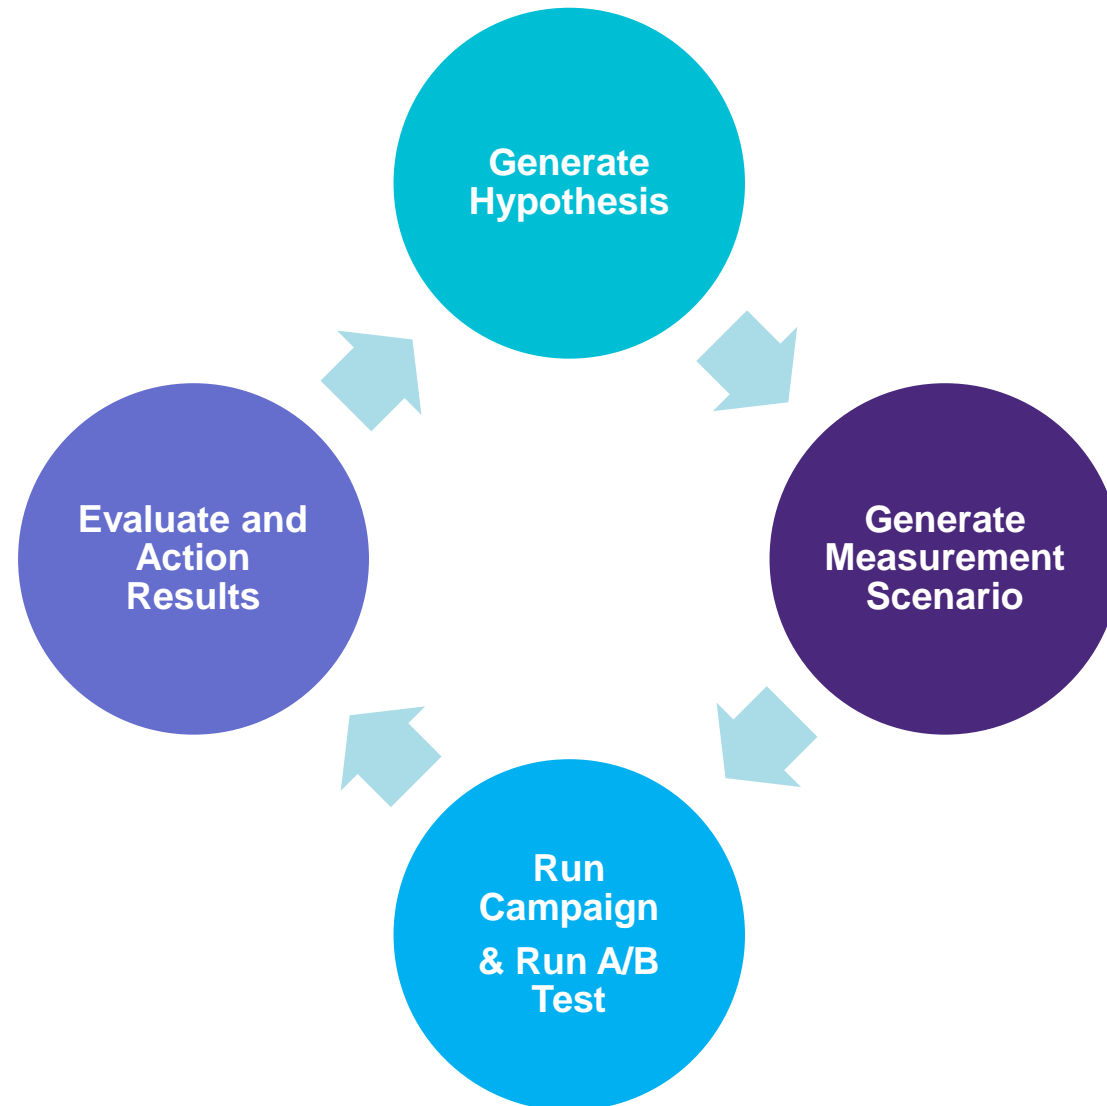 Generate
Hypothesis
Generate
Measurement
Scenario
Run
Campaign
& Run A/B
Test
Evaluate and
Action
Results